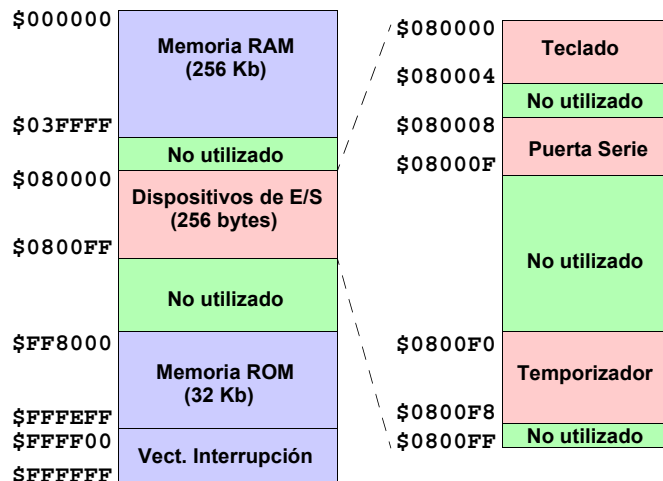 $000000
Memoria RAM
(256 Kb)
$03FFFF
No utilizado
$080000
Dispositivos de E/S
(256 bytes)
$0800FF
No utilizado
$FF8000
Memoria ROM
(32 Kb)
$FFFEFF
$FFFF00
Vect. Interrupción
$FFFFFF
$080000
Teclado
$080004
No utilizado
$080008
Puerta Serie
$08000F
No utilizado
$0800F0
Temporizador
$0800F8
No utilizado
$0800FF